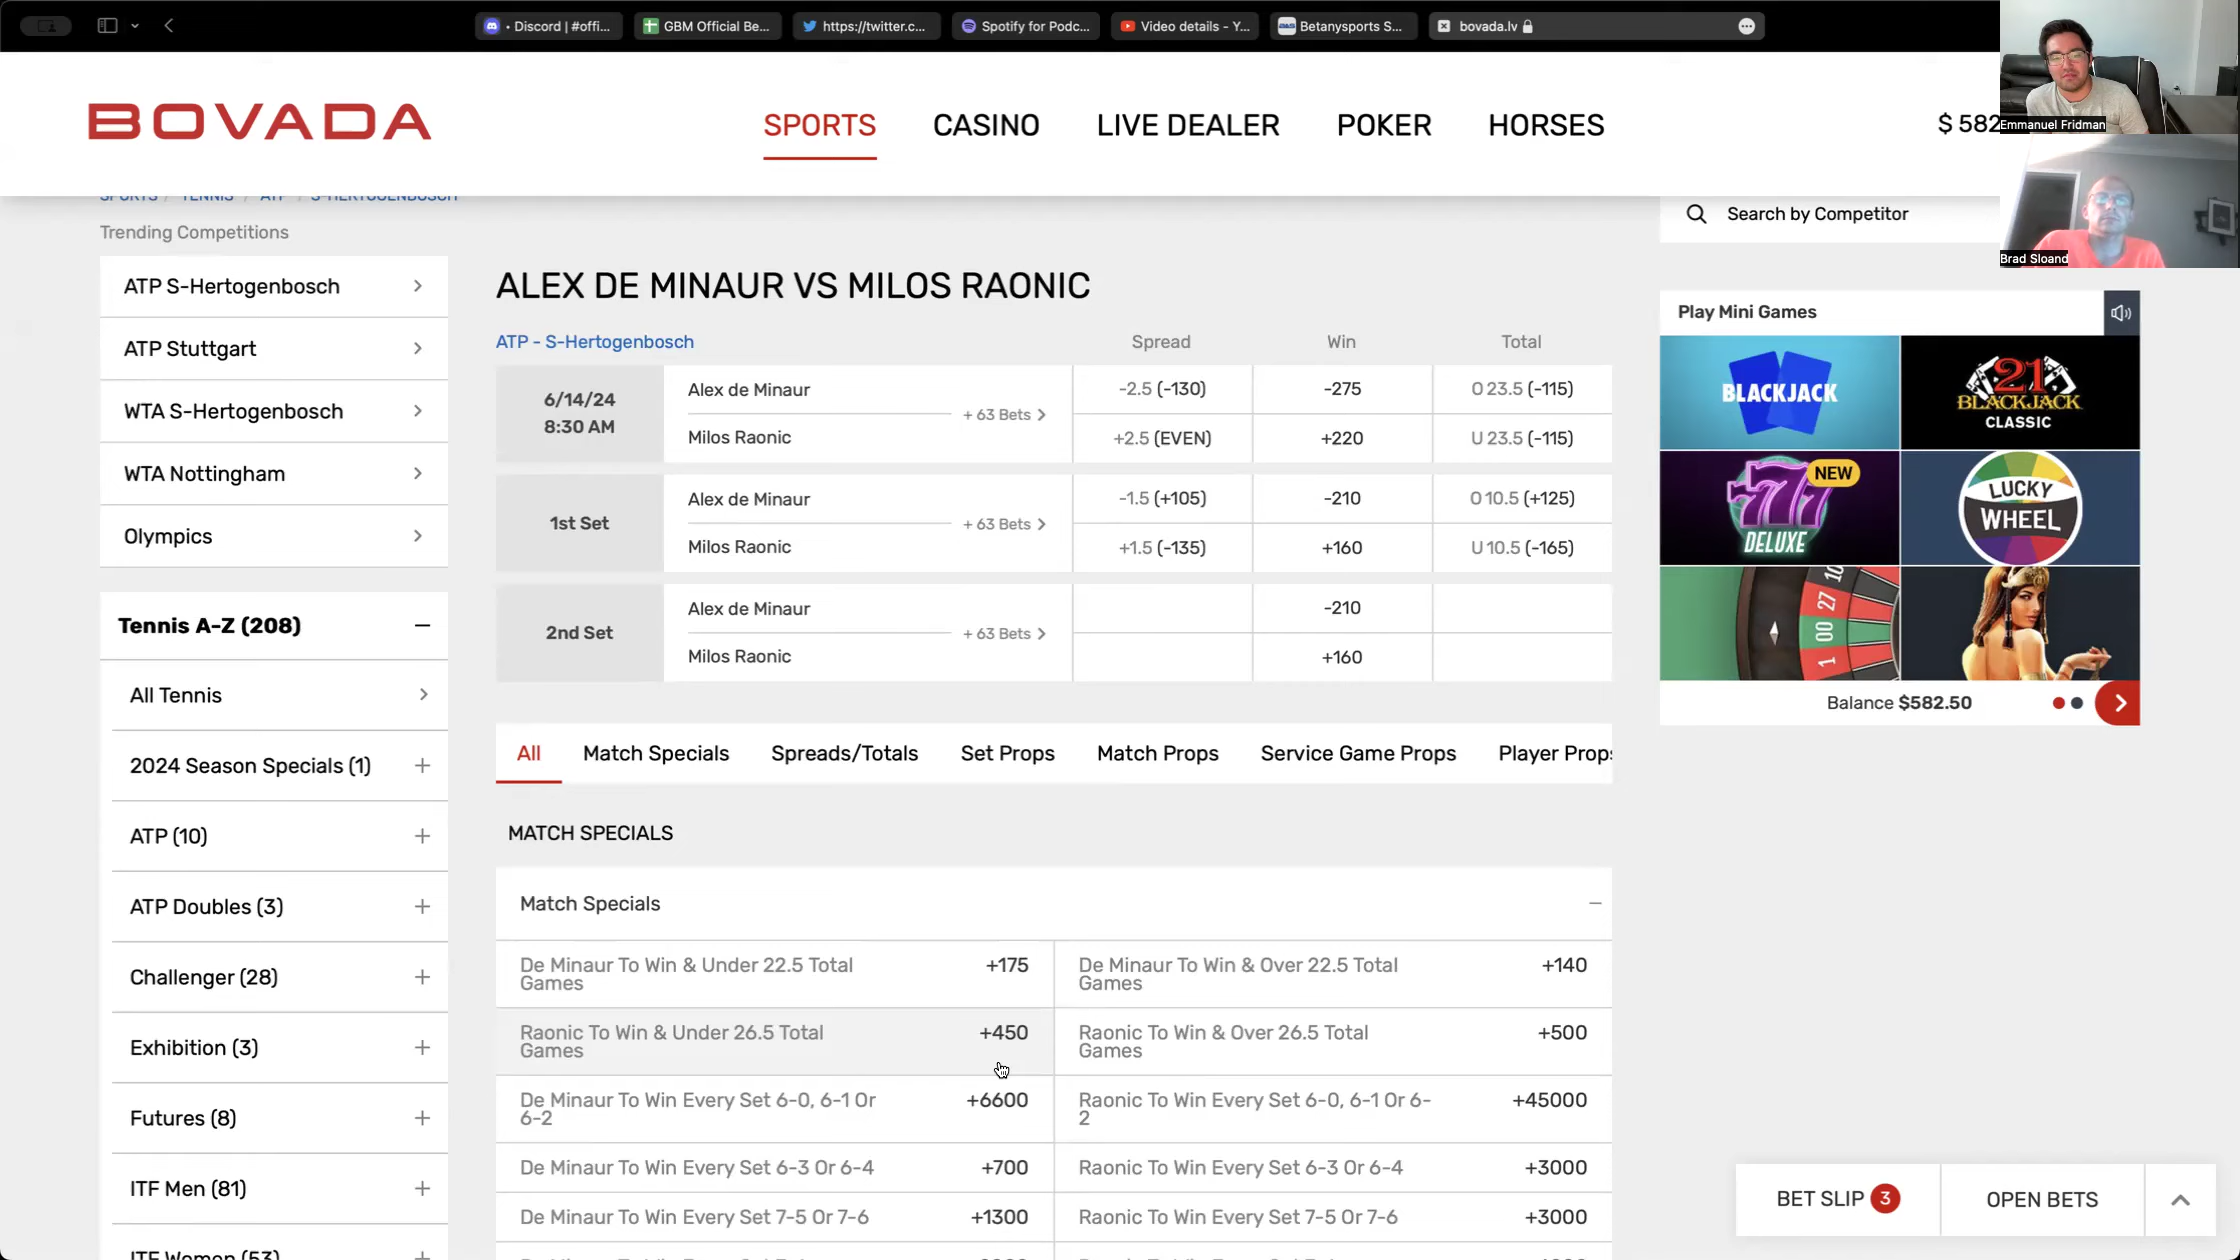 • Discord | #offi...
GBM Official Be...
https://twitter.c...
Spotify for Podc...
Video details - Y...
Betanysports S...
bovada.lv
BOVADA
SPORTS
CASINO
LIVE DEALER
POKER
HORSES
$ 582
Emmanuel Fridman
Brad Sloand
SPORTS / TENNIS / ATP / S-HERTOGENBOSCH
Trending Competitions
ATP S-Hertogenbosch
ATP Stuttgart
WTA S-Hertogenbosch
WTA Nottingham
Olympics
Tennis A-Z (208)
All Tennis
2024 Season Specials (1)
ATP (10)
ATP Doubles (3)
Challenger (28)
Exhibition (3)
Futures (8)
ITF Men (81)
ITF Women (53)
ALEX DE MINAUR VS MILOS RAONIC
ATP - S-Hertogenbosch Spread Win Total
6/14/24
8:30 AM
Alex de Minaur -2.5 (-130) -275 O 23.5 (-115)
+ 63 Bets
Milos Raonic +2.5 (EVEN) +220 U 23.5 (-115)
1st Set
Alex de Minaur -1.5 (+105) -210 O 10.5 (+125)
+ 63 Bets
Milos Raonic +1.5 (-135) +160 U 10.5 (-165)
2nd Set
Alex de Minaur -210
+ 63 Bets
Milos Raonic +160
All Match Specials Spreads/Totals Set Props Match Props Service Game Props Player Props
MATCH SPECIALS
Match Specials
De Minaur To Win & Under 22.5 Total
Games
+175
De Minaur To Win & Over 22.5 Total
Games
+140
Raonic To Win & Under 26.5 Total
Games
+450
Raonic To Win & Over 26.5 Total
Games
+500
De Minaur To Win Every Set 6-0, 6-1 Or
6-2
+6600
Raonic To Win Every Set 6-0, 6-1 Or 6-
2
+45000
De Minaur To Win Every Set 6-3 Or 6-4 +700
Raonic To Win Every Set 6-3 Or 6-4 +3000
De Minaur To Win Every Set 7-5 Or 7-6 +1300
Raonic To Win Every Set 7-5 Or 7-6 +3000
Search by Competitor
Play Mini Games
BLACKJACK
21
BLACKJACK
CLASSIC
NEW
777
DELUXE
LUCKY
WHEEL
10
27
00
1
Balance $582.50
BET SLIP 3
OPEN BETS